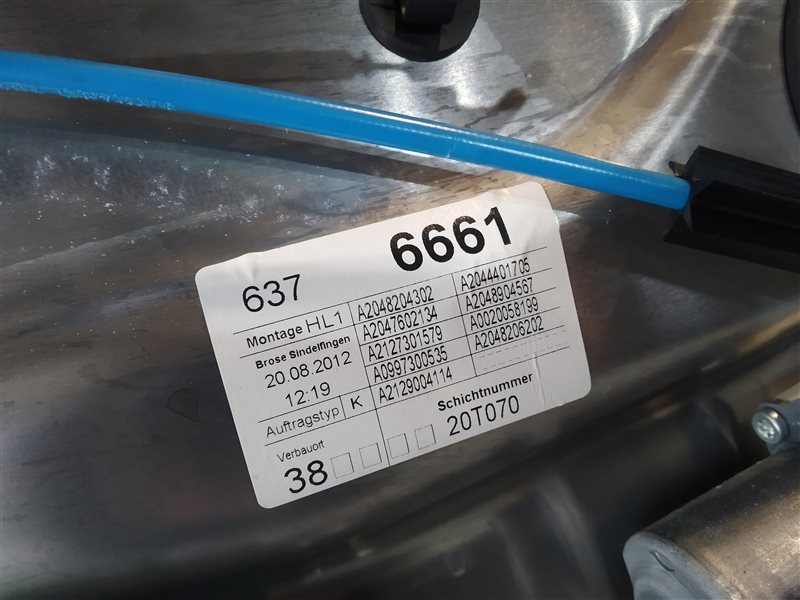 637 6661
Montage HL1 A2048204302 A2044401705
Brose Sindelfingen A2047602134 A2048904567
20.08.2012 A2127301579 A0020058199
12:19 A0997300535 A2048206202
Auftragstyp K A2129004114
Verbauort Schichtnummer
38 20T070